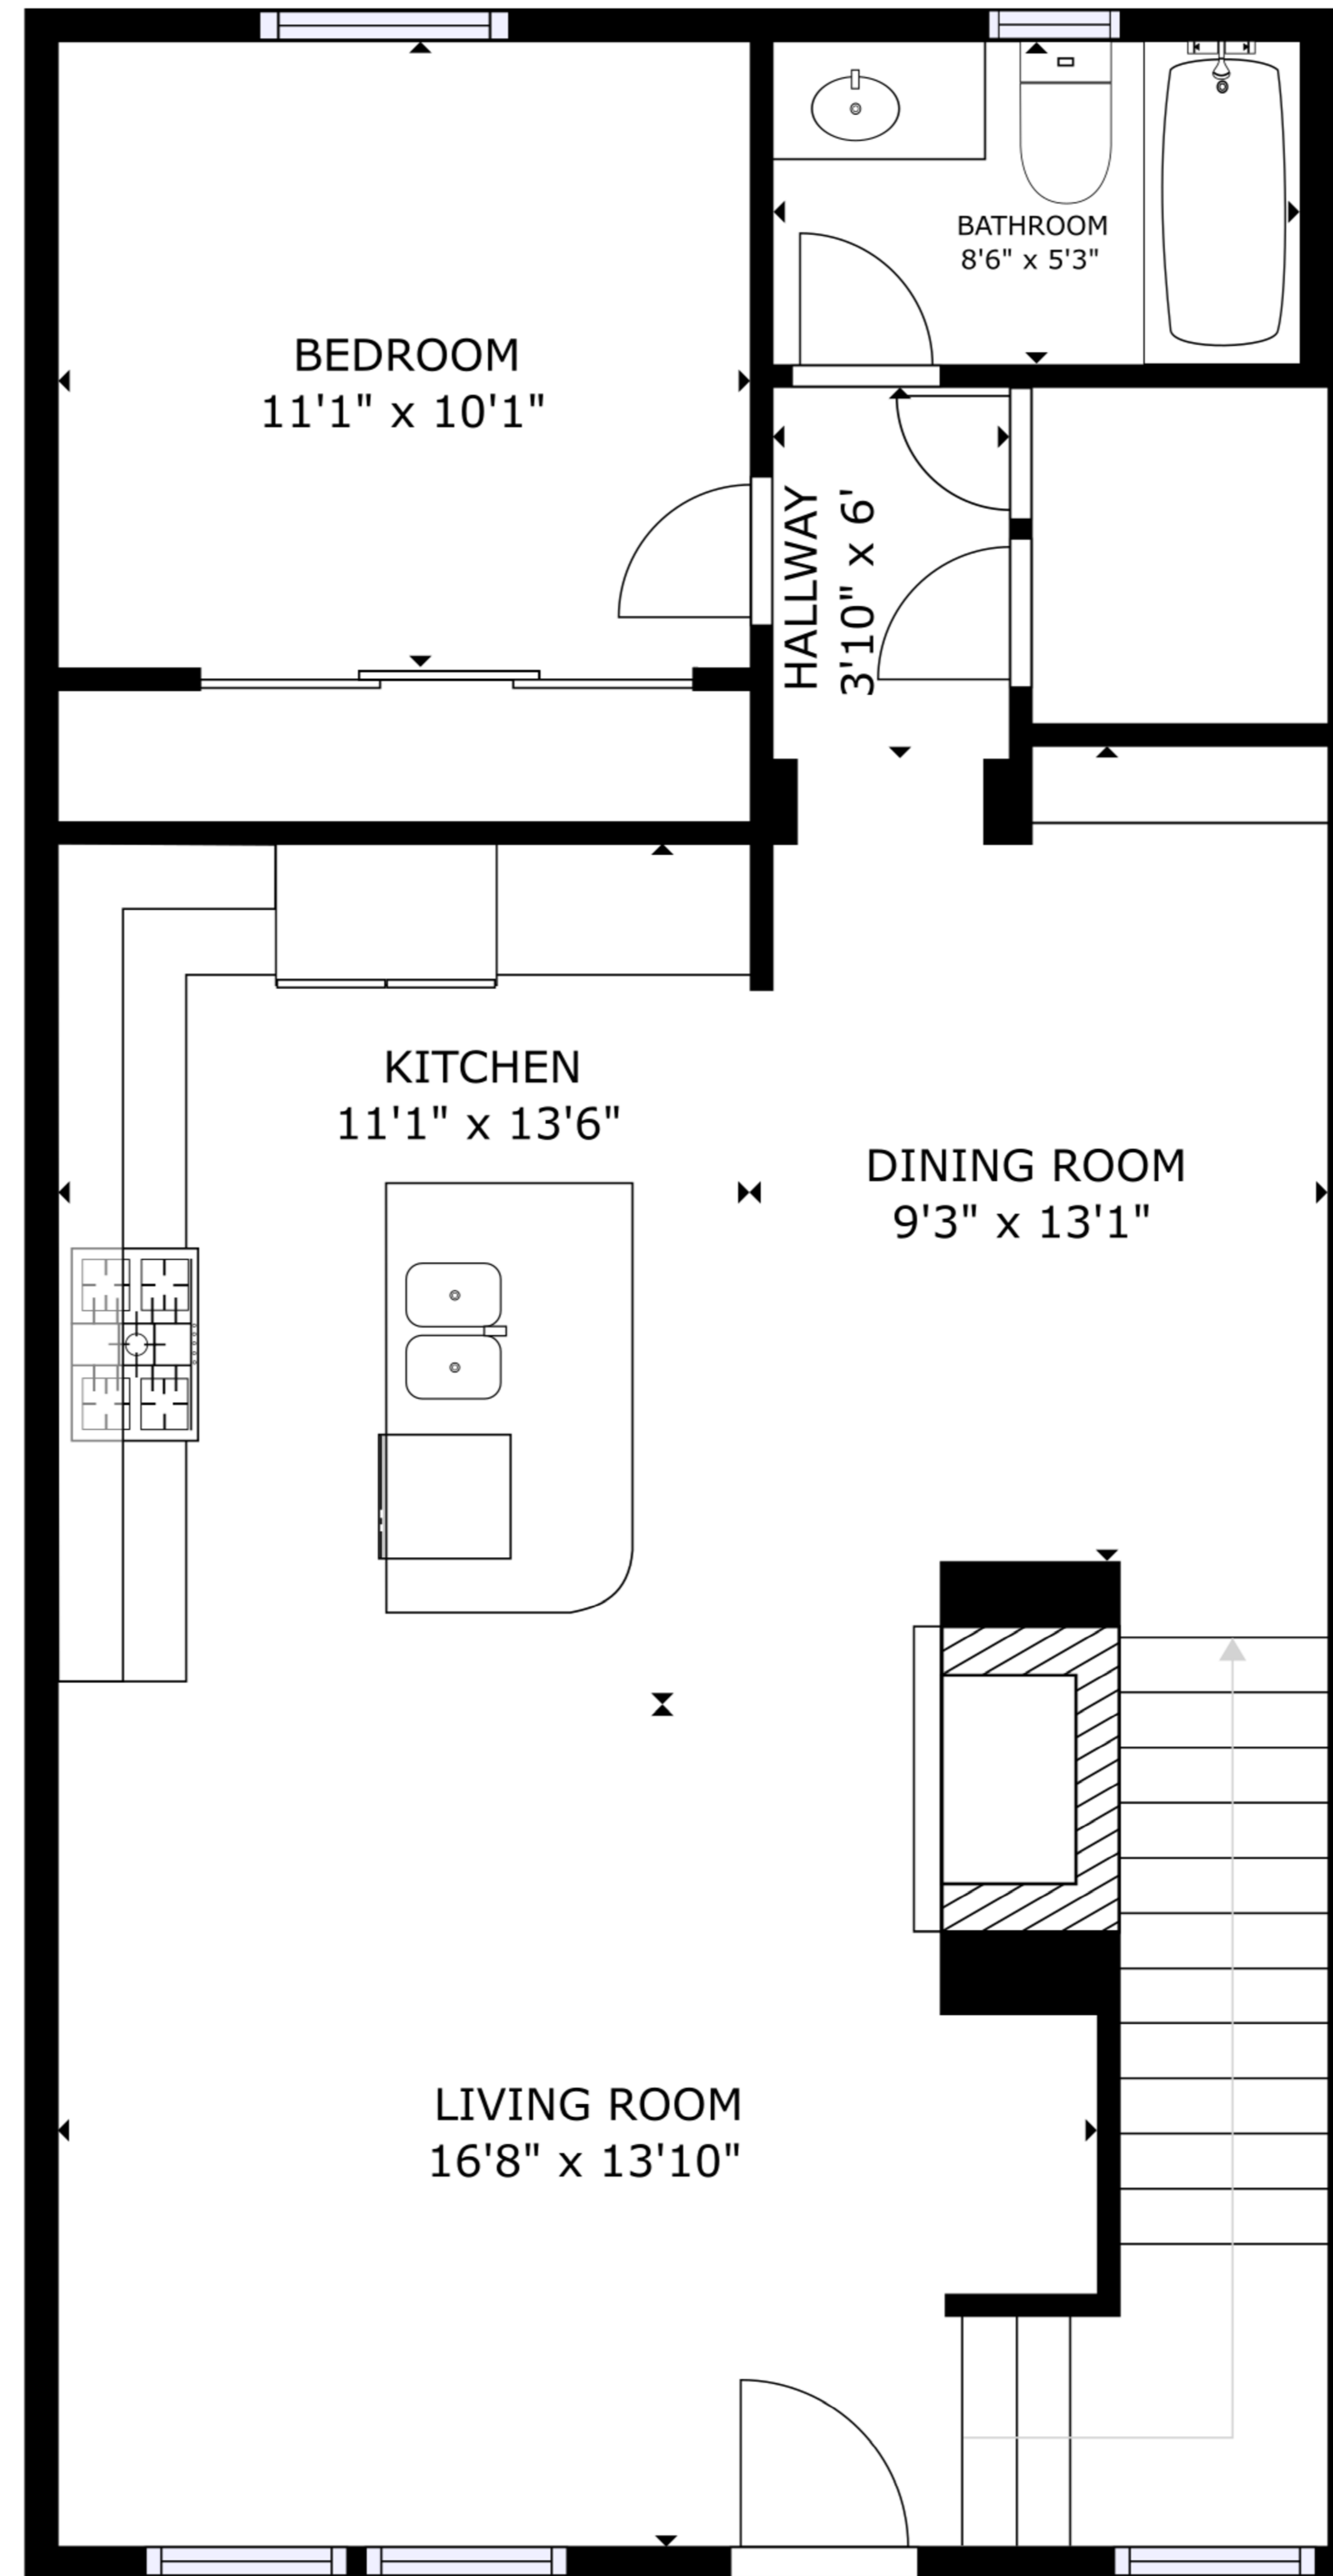 BATHROOM
8'6" x 5'3"
BEDROOM
11'1" x 10'1"
HALLWAY
3'10" x 6'
KITCHEN
11'1" x 13'6"
DINING ROOM
9'3" x 13'1"
LIVING ROOM
16'8" x 13'10"